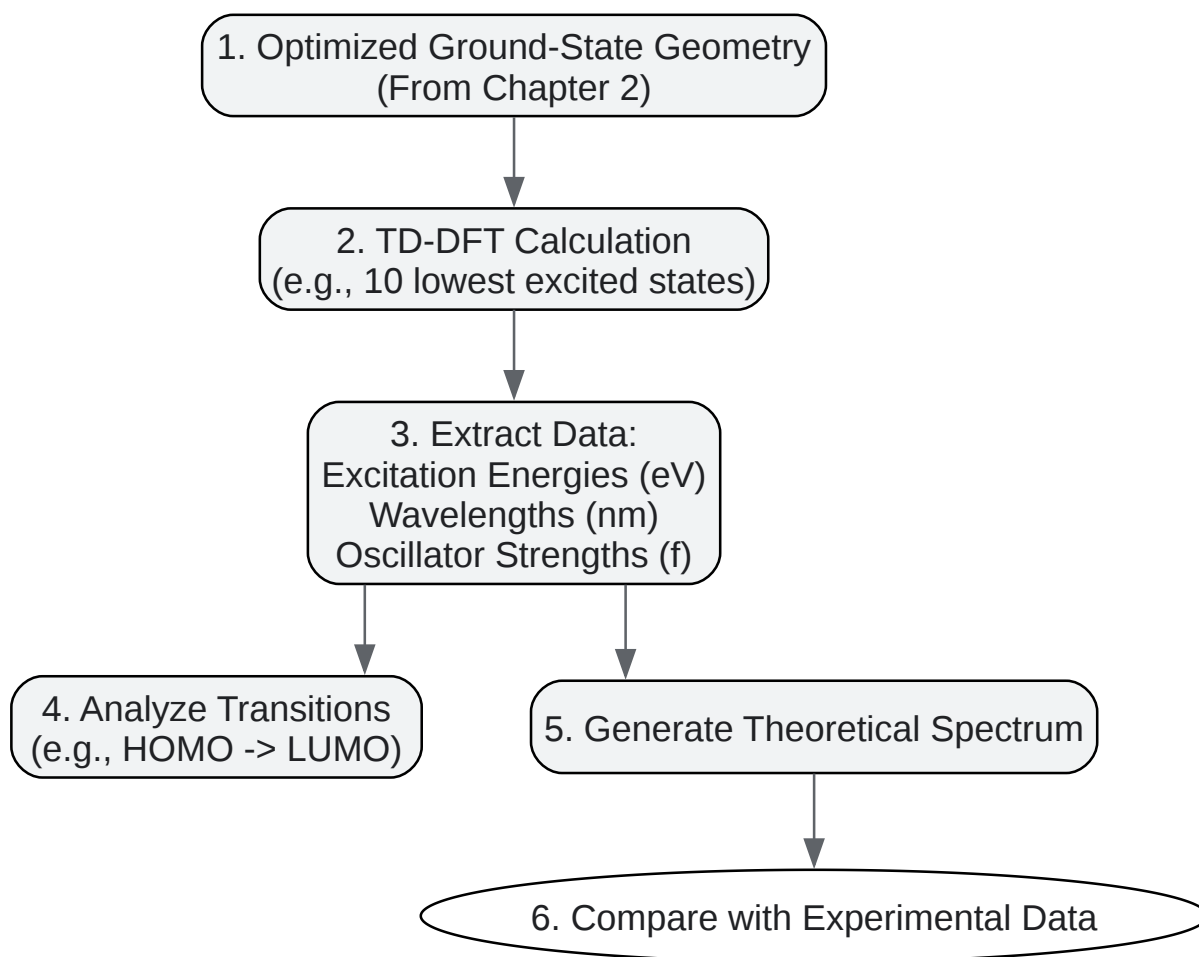 1. Optimized Ground-State Geometry
(From Chapter 2)
2. TD-DFT Calculation
(e.g., 10 lowest excited states)
3. Extract Data:
Excitation Energies (eV)
Wavelengths (nm)
Oscillator Strengths (f)
4. Analyze Transitions
(e.g., HOMO -> LUMO)
5. Generate Theoretical Spectrum
6. Compare with Experimental Data